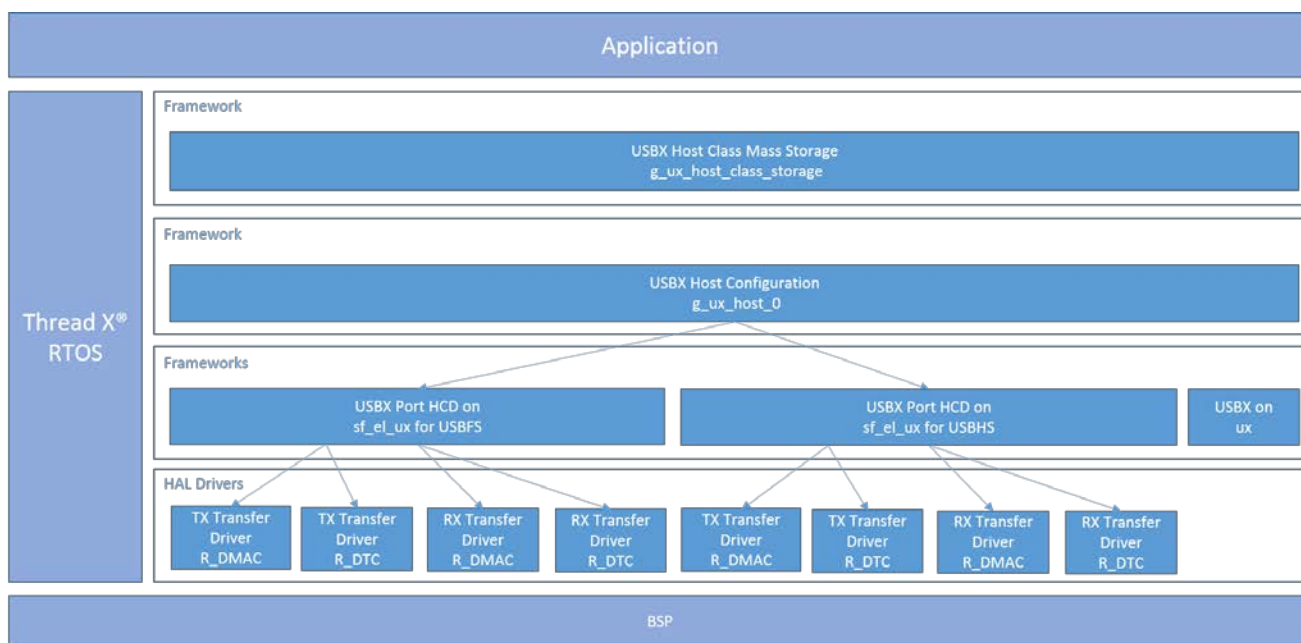 Application
Thread X®
RTOS
Framework
USBX Host Class Mass Storage
g_ux_host_class_storage
Framework
USBX Host Configuration
g_ux_host_0
Frameworks
USBX Port HCD on
sf_el_ux for USBFS
USBX Port HCD on
sf_el_ux for USBHS
USBX on
ux
HAL Drivers
TX Transfer
Driver
R_DMAC
TX Transfer
Driver
R_DTC
RX Transfer
Driver
R_DMAC
RX Transfer
Driver
R_DTC
TX Transfer
Driver
R_DMAC
TX Transfer
Driver
R_DTC
RX Transfer
Driver
R_DMAC
RX Transfer
Driver
R_DTC
BSP